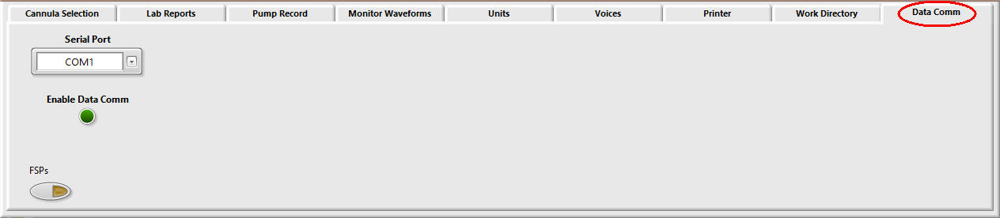 Cannula Selection
Lab Reports
Pump Record
Monitor Waveforms
Units
Voices
Printer
Work Directory
Data Comm
Serial Port
COM1
Enable Data Comm
FSPs